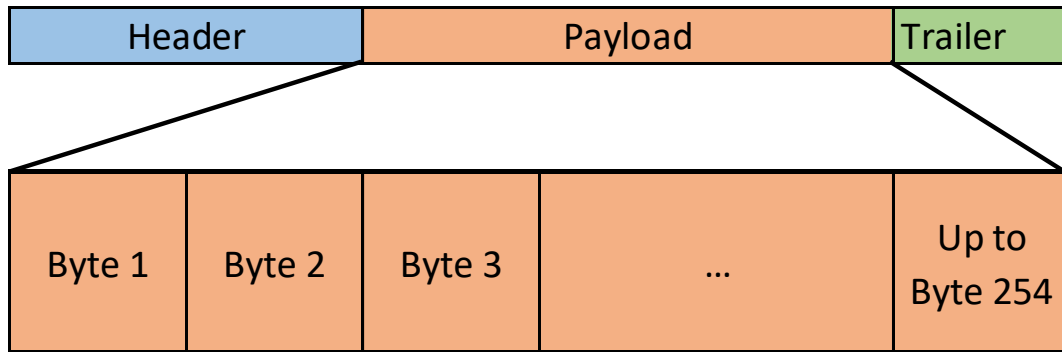 Header Payload Trailer
Byte 1 Byte 2 Byte 3 ... Up to
Byte 254